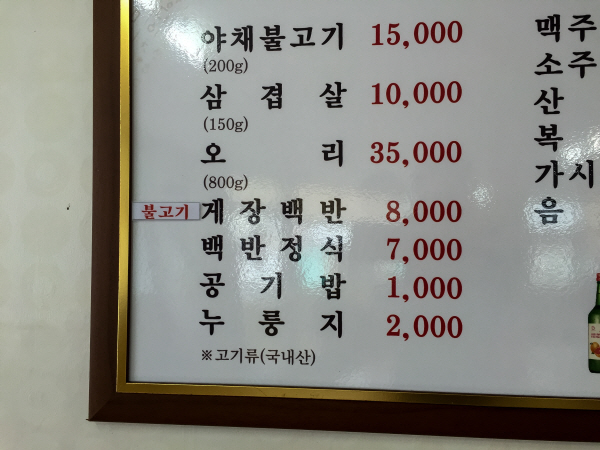 야채불고기 15,000
(200g)
삼겹살 10,000
(150g)
오리 35,000
(800g)
불고기 게장백반 8,000
백반정식 7,000
공기밥 1,000
누룽지 2,000
※고기류(국내산)
맥주
소주
산
복
가시
음